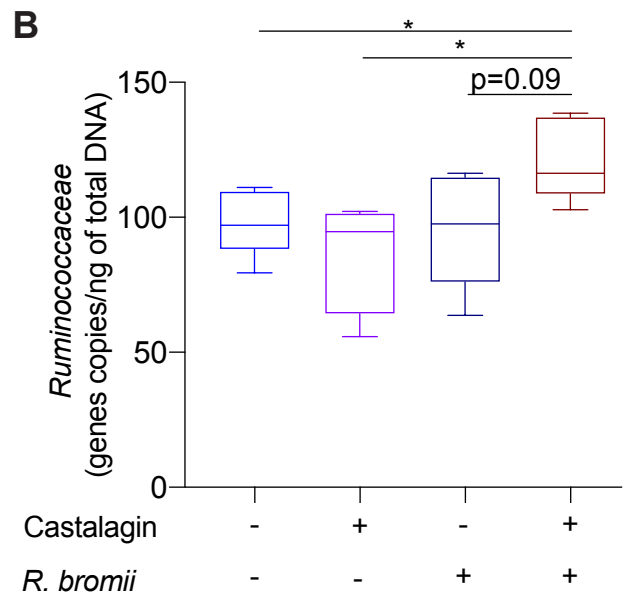 B
*
*
p=0.09
150
100
50
0
Ruminococcaceae
(genes copies/ng of total DNA)
Castalagin - + - +
R. bromii - - + +